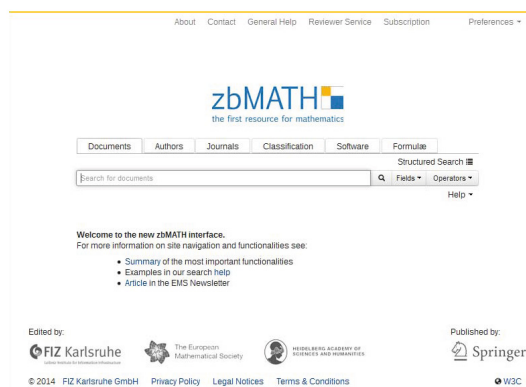 About Contact General Help Reviewer Service Subscription Preferences
zbMATH
the first resource for mathematics
Documents Authors Journals Classification Software Formulæ
Structured Search
Search for documents Fields Operators
Help
Welcome to the new zbMATH interface.
For more information on site navigation and functionalities see:
Summary of the most important functionalities
Examples in our search help
Article in the EMS Newsletter
Edited by: Published by:
FIZ Karlsruhe
The European
Mathematical Society
HEIDELBERG ACADEMY OF
SCIENCES AND HUMANITIES
Springer
© 2014 FIZ Karlsruhe GmbH Privacy Policy Legal Notices Terms & Conditions W3C